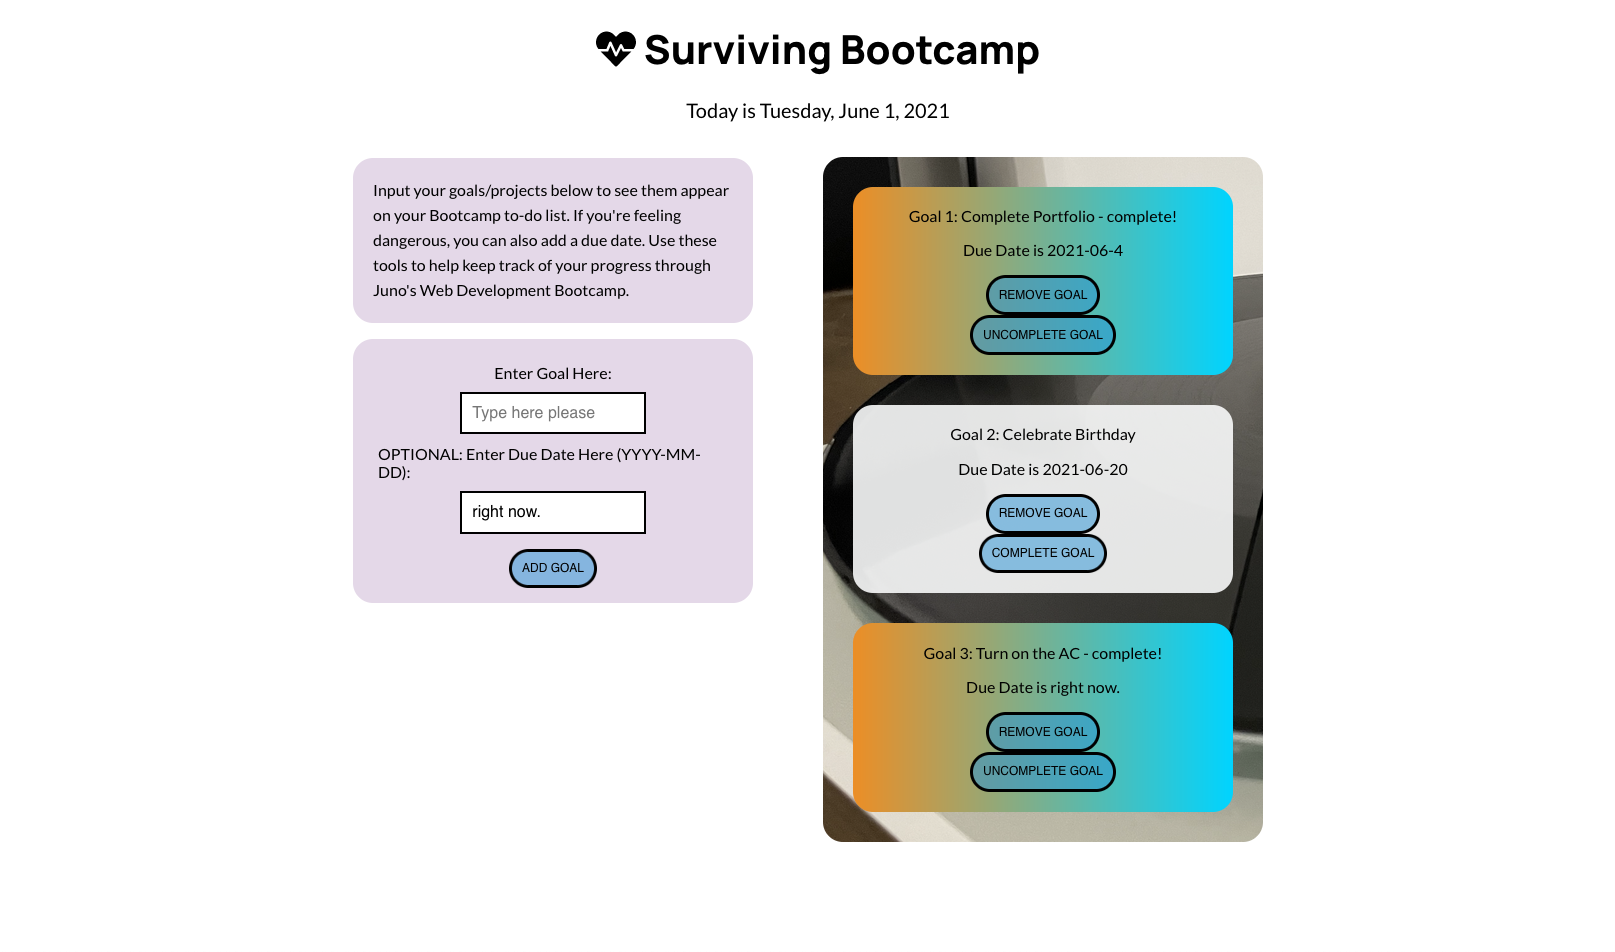 Surviving Bootcamp
Today is Tuesday, June 1, 2021
Input your goals/projects below to see them appear
on your Bootcamp to-do list. If you're feeling
dangerous, you can also add a due date. Use these
tools to help keep track of your progress through
Juno's Web Development Bootcamp.
Enter Goal Here:
Type here please
OPTIONAL: Enter Due Date Here (YYYY-MM-
DD):
right now.
ADD GOAL
Goal 1: Complete Portfolio - complete!
Due Date is 2021-06-4
REMOVE GOAL
UNCOMPLETE GOAL
Goal 2: Celebrate Birthday
Due Date is 2021-06-20
REMOVE GOAL
COMPLETE GOAL
Goal 3: Turn on the AC - complete!
Due Date is right now.
REMOVE GOAL
UNCOMPLETE GOAL